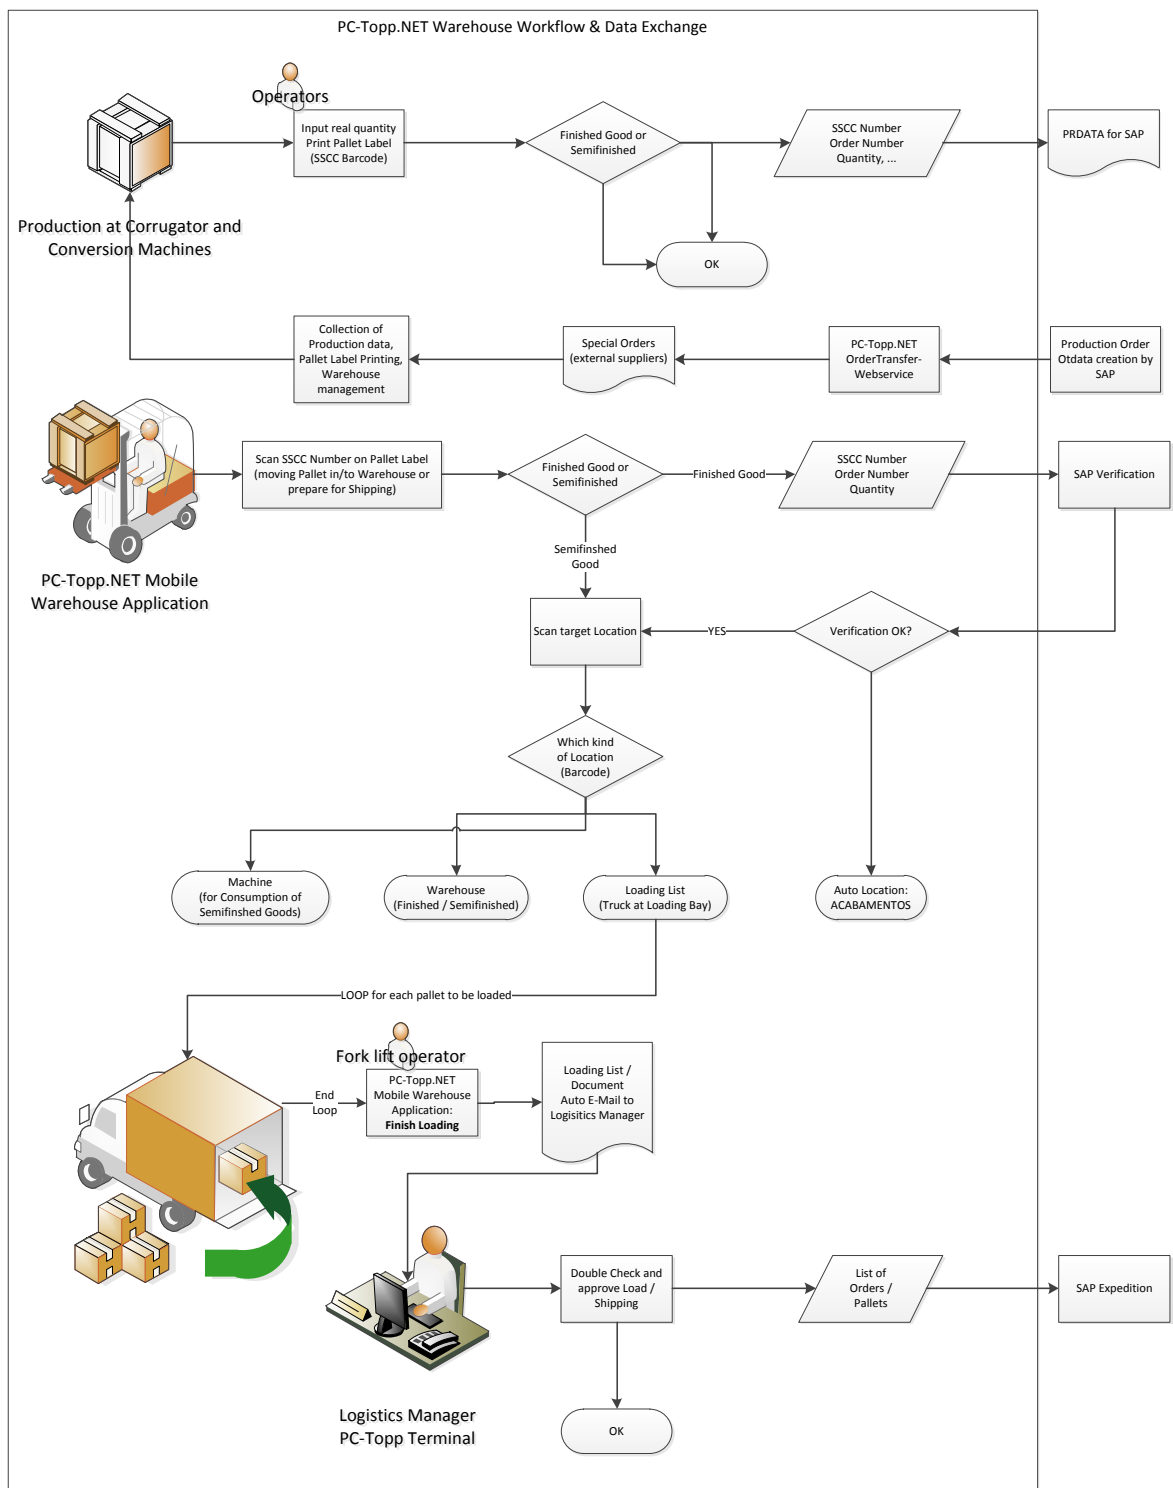 PC-Topp.NET Warehouse Workflow & Data Exchange
Operators
Input real quantity
Print Pallet Label
(SSCC Barcode)
Finished Good or
Semifinished
SSCC Number
Order Number
Quantity, ...
PRDATA for SAP
Production at Corrugator and
Conversion Machines
OK
Collection of
Production data,
Pallet Label Printing,
Warehouse
management
Special Orders
(external suppliers)
PC-Topp.NET
OrderTransfer-
Webservice
Production Order
Otdata creation by
SAP
Scan SSCC Number on Pallet Label
(moving Pallet in/to Warehouse or
prepare for Shipping)
Finished Good or
Semifinished
Finished Good
SSCC Number
Order Number
Quantity
SAP Verification
PC-Topp.NET Mobile
Warehouse Application
Semifinshed
Good
Scan target Location
YES
Verification OK?
Which kind
of Location
(Barcode)
Machine
(for Consumption of
Semifinshed Goods)
Warehouse
(Finished / Semifinished)
Loading List
(Truck at Loading Bay)
Auto Location:
ACABAMENTOS
LOOP for each pallet to be loaded
Fork lift operator
End
Loop
PC-Topp.NET
Mobile Warehouse
Application:
Finish Loading
Loading List /
Document
Auto E-Mail to
Logisitics Manager
Double Check and
approve Load /
Shipping
List of
Orders /
Pallets
SAP Expedition
Logistics Manager
PC-Topp Terminal
OK